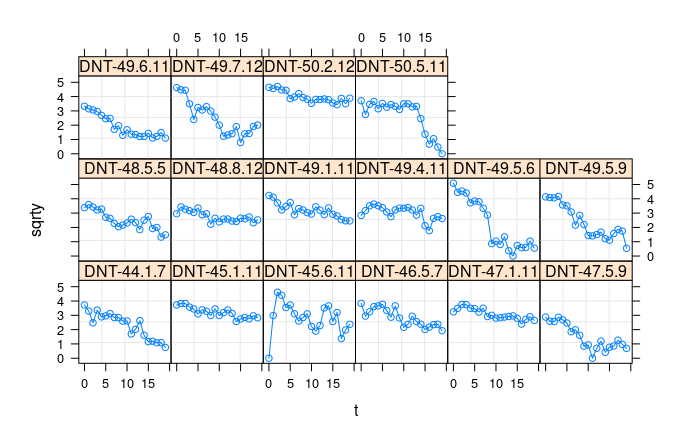 0 5 10 15 0 5 10 15
DNT-49.6.11 DNT-49.7.12 DNT-50.2.12 DNT-50.5.11
5
4
3
2
1
0
DNT-48.5.5 DNT-48.8.12 DNT-49.1.11 DNT-49.4.11 DNT-49.5.6 DNT-49.5.9
5
4
3
2
1
0
sqrty
DNT-44.1.7 DNT-45.1.11 DNT-45.6.11 DNT-46.5.7 DNT-47.1.11 DNT-47.5.9
5
4
3
2
1
0
0 5 10 15 0 5 10 15 0 5 10 15
t